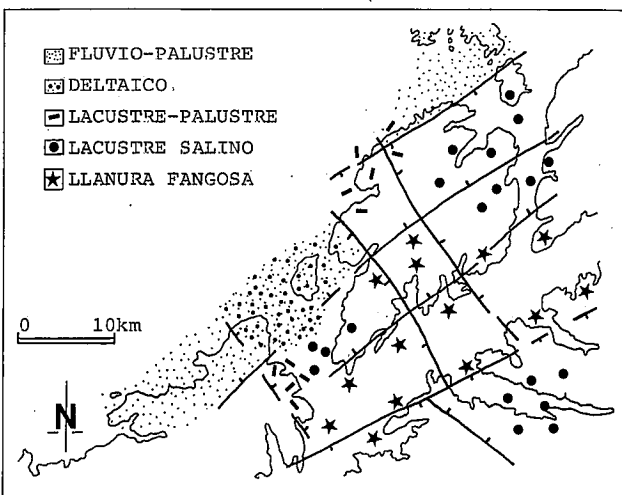 FLUVIO-PALUSTRE
DELTAICO
LACUSTRE-PALUSTRE
LACUSTRE SALINO
LLANURA FANGOSA
0 10km
N